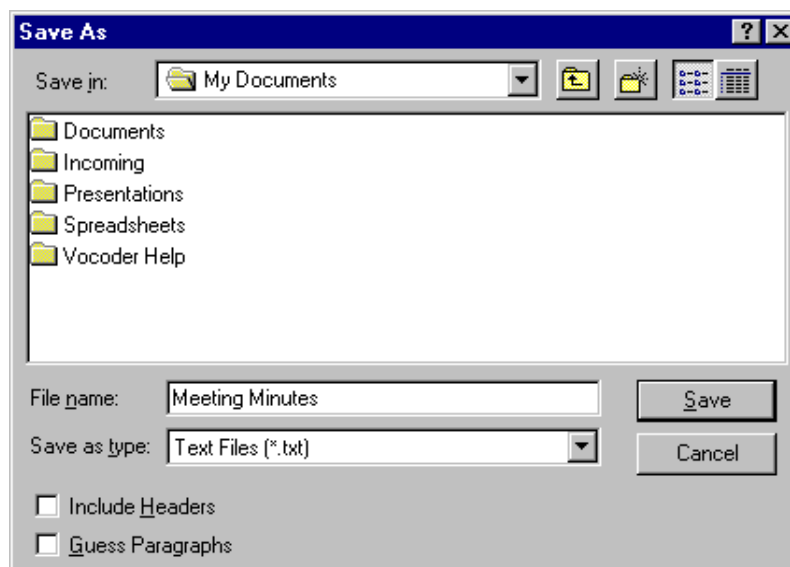 Save As
Save in: My Documents
Documents
Incoming
Presentations
Spreadsheets
Vocoder Help
File name: Meeting Minutes Save
Save as type: Text Files (*.txt) Cancel
Include Headers
Guess Paragraphs